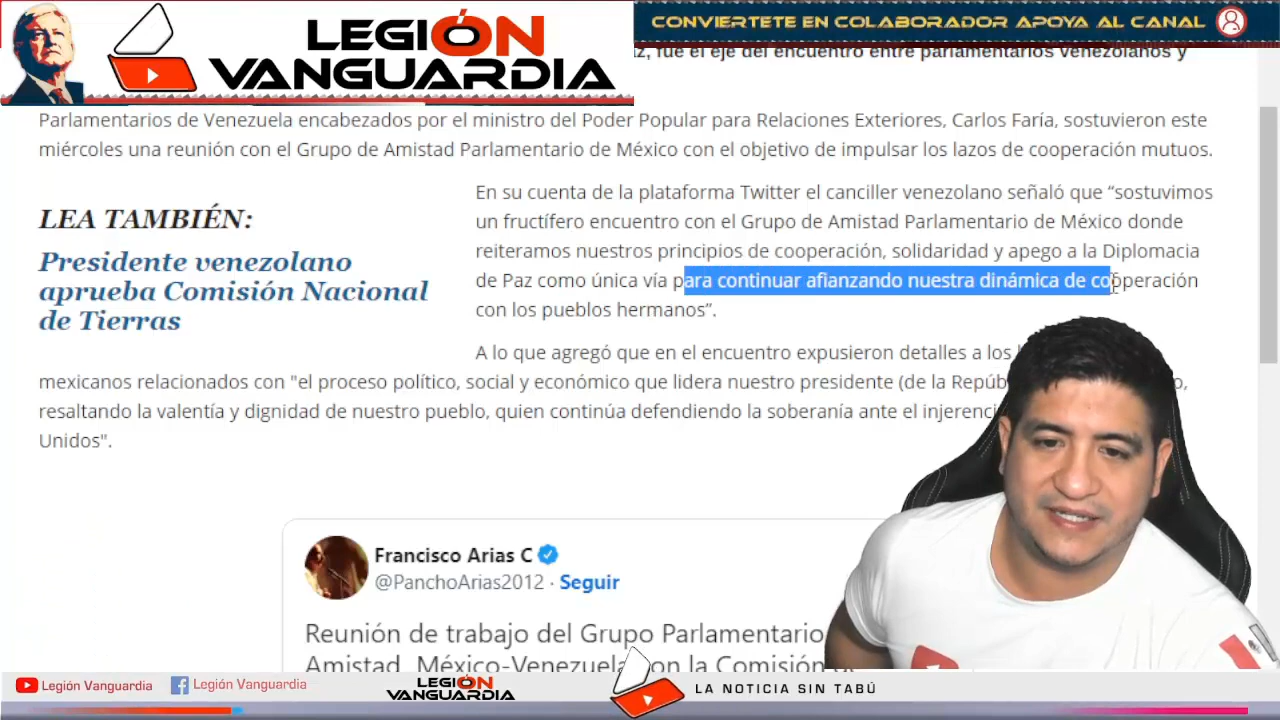 LEGIÓN
VANGUARDIA
CONVIERTETE EN COLABORADOR APOYA AL CANAL
fue el eje del encuentro entre parlamentarios venezolanos y
Parlamentarios de Venezuela encabezados por el ministro del Poder Popular para Relaciones Exteriores, Carlos Faría, sostuvieron este
miércoles una reunión con el Grupo de Amistad Parlamentario de México con el objetivo de impulsar los lazos de cooperación mutuos.
LEA TAMBIÉN:
Presidente venezolano
aprueba Comisión Nacional
de Tierras
En su cuenta de la plataforma Twitter el canciller venezolano señaló que “sostuvimos
un fructífero encuentro con el Grupo de Amistad Parlamentario de México donde
reiteramos nuestros principios de cooperación, solidaridad y apego a la Diplomacia
de Paz como única vía para continuar afianzando nuestra dinámica de cooperación
con los pueblos hermanos”.
A lo que agregó que en el encuentro expusieron detalles a los
mexicanos relacionados con "el proceso político, social y económico que lidera nuestro presidente (de la
resaltando la valentía y dignidad de nuestro pueblo, quien continúa defendiendo la soberanía ante el
Unidos".
Francisco Arias C
@PanchoArias2012 · Seguir
Reunión de trabajo del Grupo Parlamentario
Amistad México-Venezuela con la Comisión
Legión Vanguardia
Legión Vanguardia
LEGIÓN
VANGUARDIA
LA NOTICIA SIN TABÚ